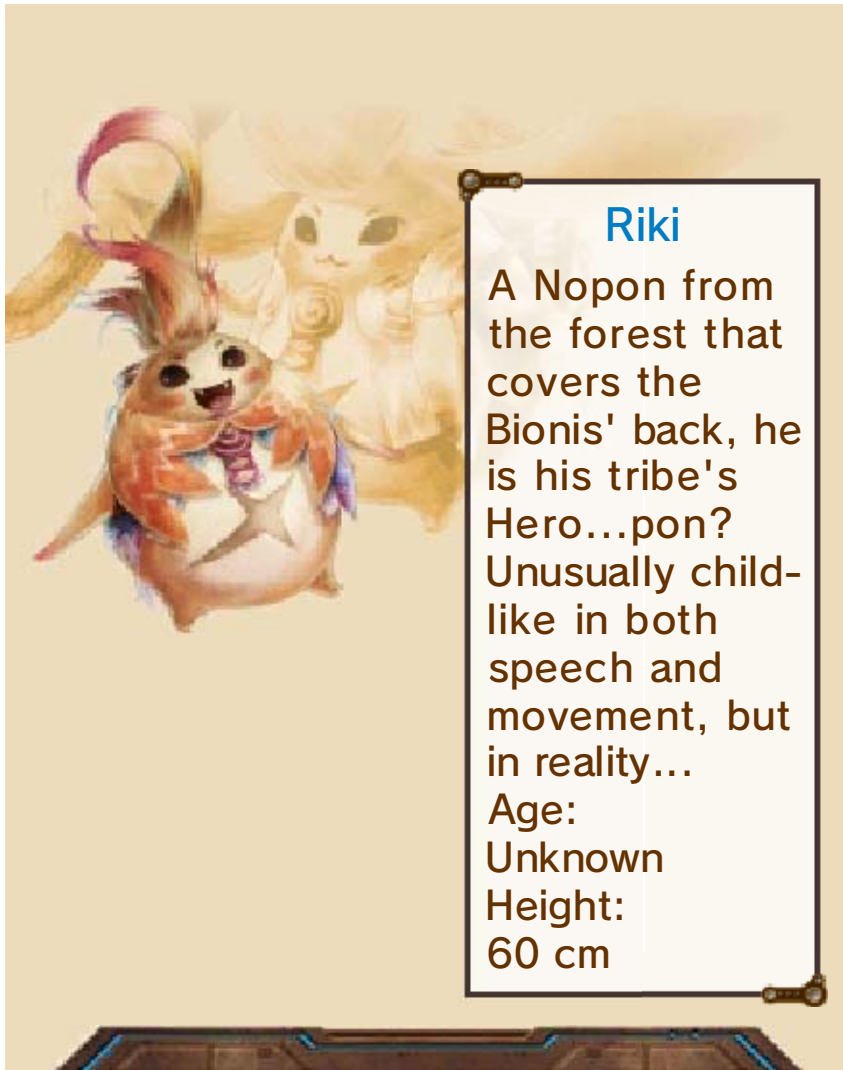 Riki
A Nopon from
the forest that
covers the
Bionis' back, he
is his tribe's
Hero...pon?
Unusually child-
like in both
speech and
movement, but
in reality...
Age:
Unknown
Height:
60 cm